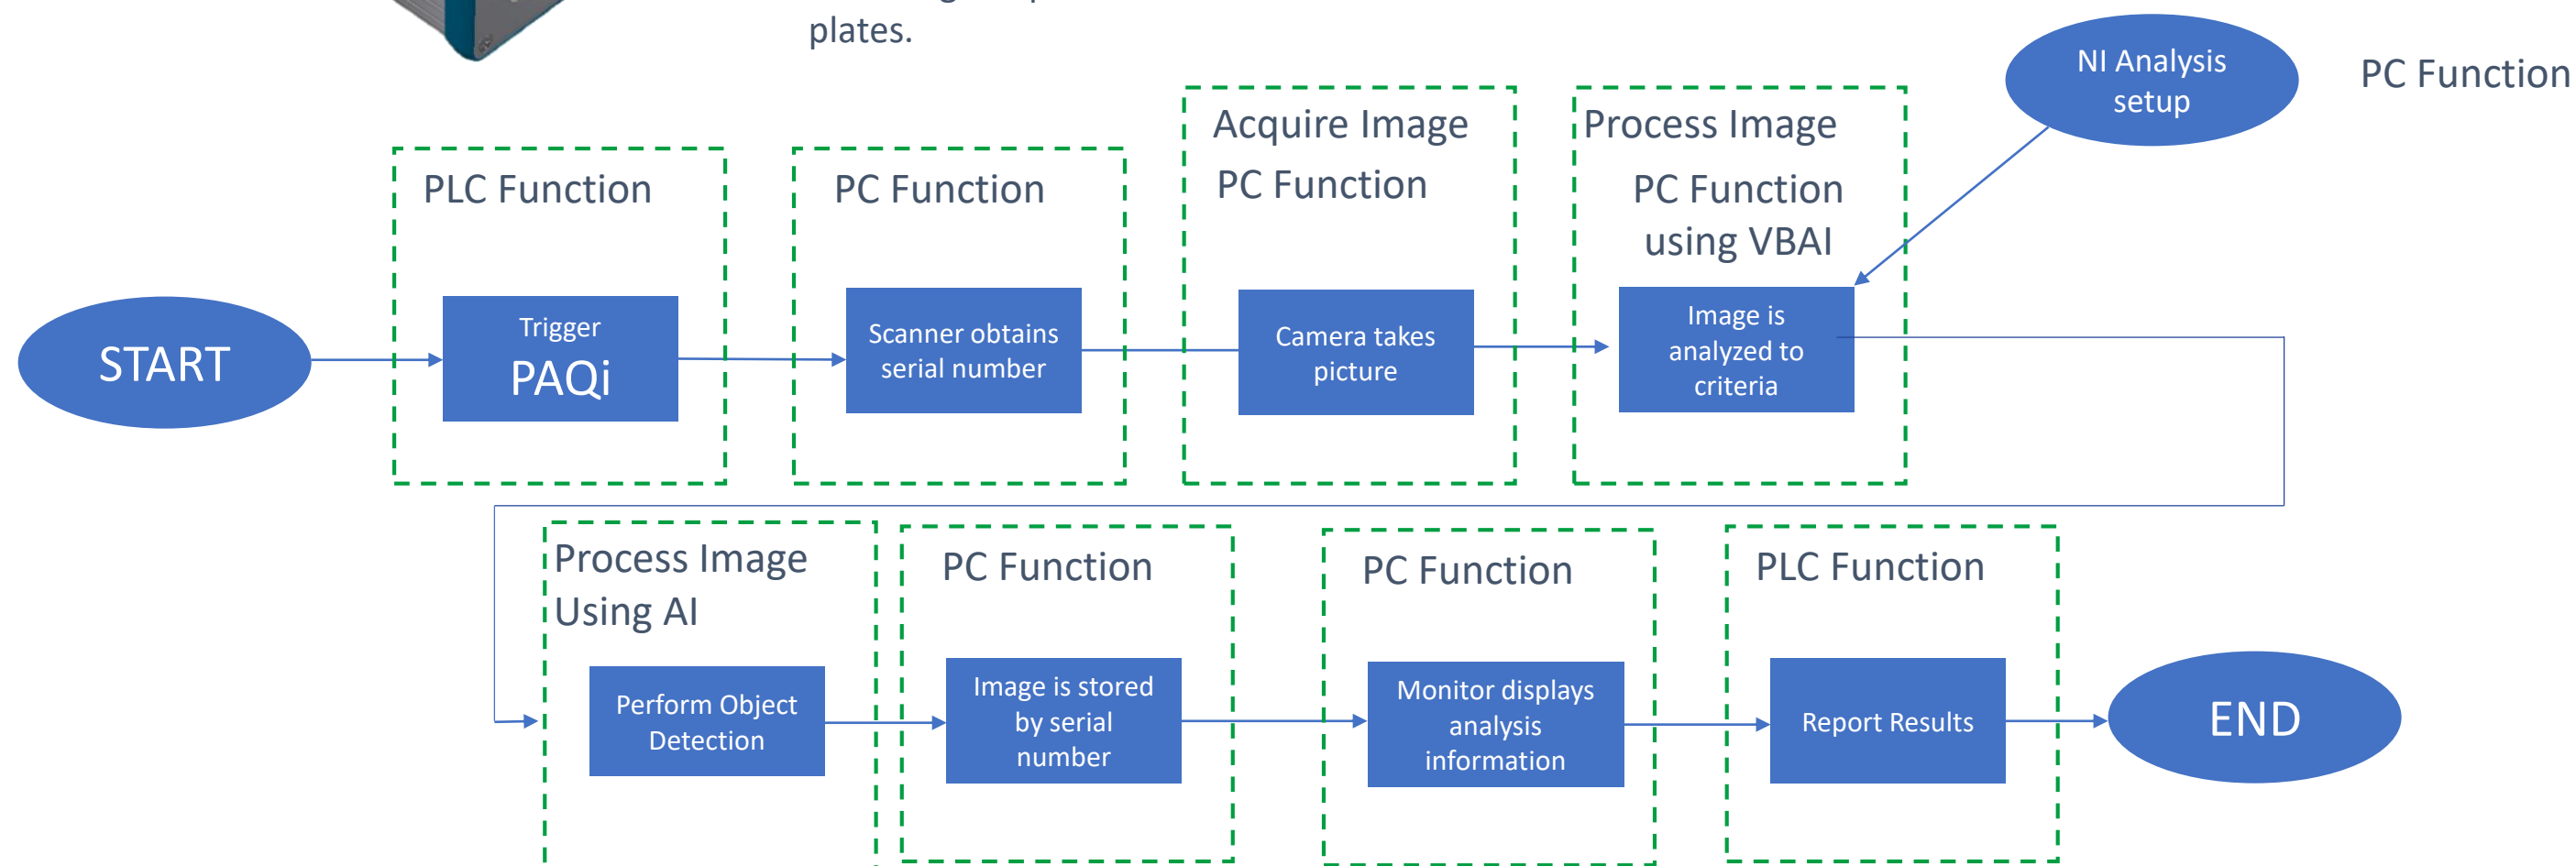 plates.
NI Analysis
setup
PC Function
PLC Function
Trigger
PAQi
PC Function
Scanner obtains
serial number
Acquire Image
PC Function
Camera takes
picture
Process Image
PC Function
using VBAI
Image is
analyzed to
criteria
START
Process Image
Using AI
Perform Object
Detection
PC Function
Image is stored
by serial
number
PC Function
Monitor displays
analysis
information
PLC Function
Report Results
END